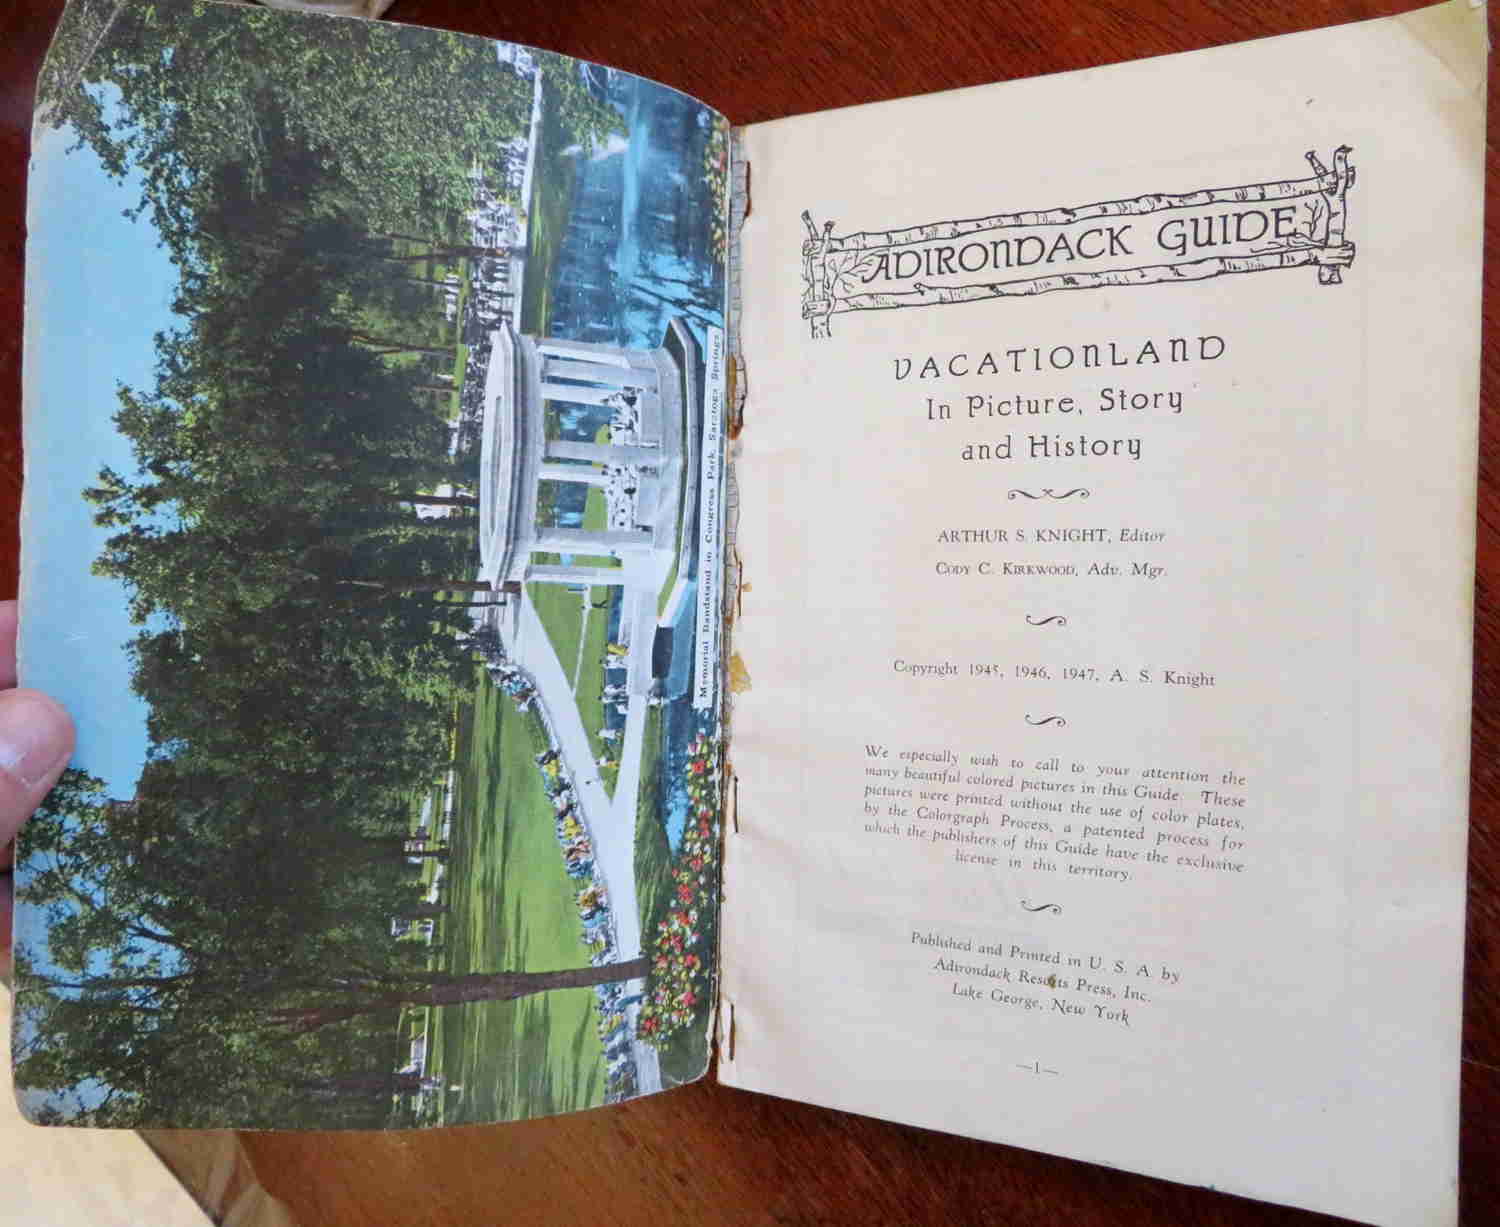 Memorial Bandstand in Congress Park, Saratoga Springs
ADIRONDACK GUIDE
VACATIONLAND
In Picture, Story
and History
ARTHUR S. KNIGHT, Editor
CODY C. KIRKWOOD, Adv. Mgr.
Copyright 1945, 1946, 1947, A. S. Knight
We especially wish to call to your attention the
many beautiful colored pictures in this Guide. These
pictures were printed without the use of color plates,
by the Colorgraph Process, a patented process for
which the publishers of this Guide have the exclusive
license in this territory.
Published and Printed in U. S. A by
Adirondack Resorts Press, Inc.
Lake George, New York
—1—